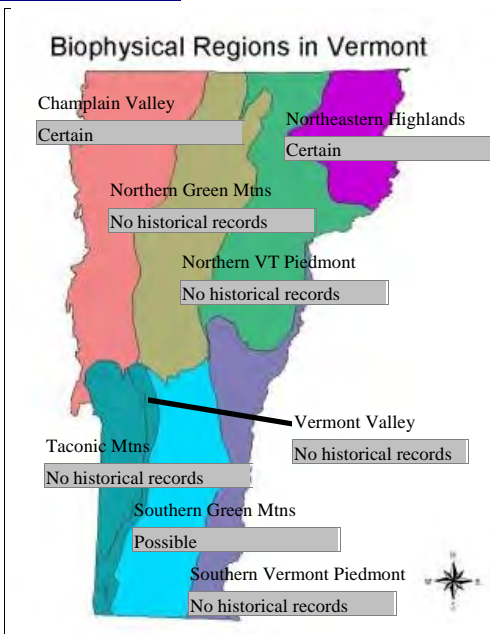 Biophysical Regions in Vermont
Champlain Valley
Certain
Northeastern Highlands
Certain
Northern Green Mtns
No historical records
Northern VT Piedmont
No historical records
Vermont Valley
No historical records
Taconic Mtns
No historical records
Southern Green Mtns
Possible
Southern Vermont Piedmont
No historical records